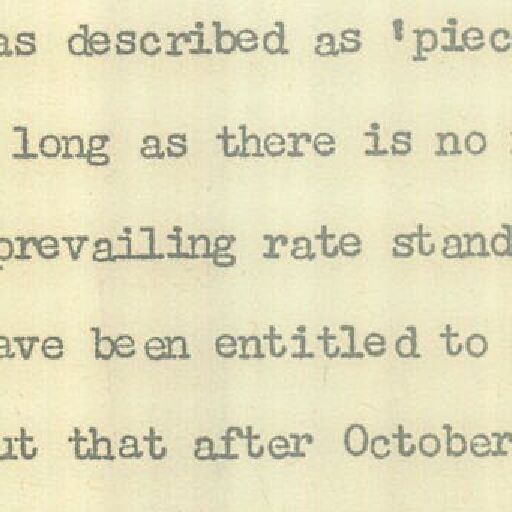 as described as 'piec
long as there is no
prevailing rate stand
ave been entitled to
ut that after October